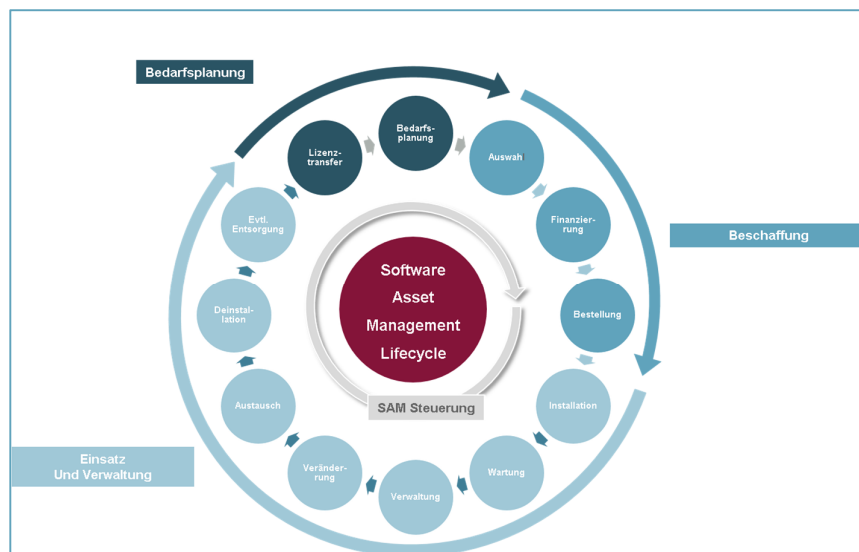 Bedarfsplanung
Bedarfs-
planung
Lizenz-
transfer
Auswahl
Evtl.
Entsorgung
Finanzier-
rung
Beschaffung
Software
Asset
Management
Lifecycle
Deinstal-
lation
Bestellung
SAM Steuerung
Austausch
Installation
Einsatz
Und Verwaltung
Veränder-
rung
Wartung
Verwaltung